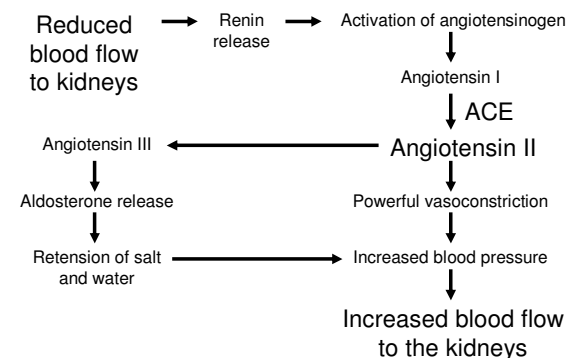 Reduced
blood flow
to kidneys
Renin
release
Activation of angiotensinogen
Angiotensin I
ACE
Angiotensin III
Angiotensin II
Aldosterone release
Powerful vasoconstriction
Retension of salt
and water
Increased blood pressure
Increased blood flow
to the kidneys